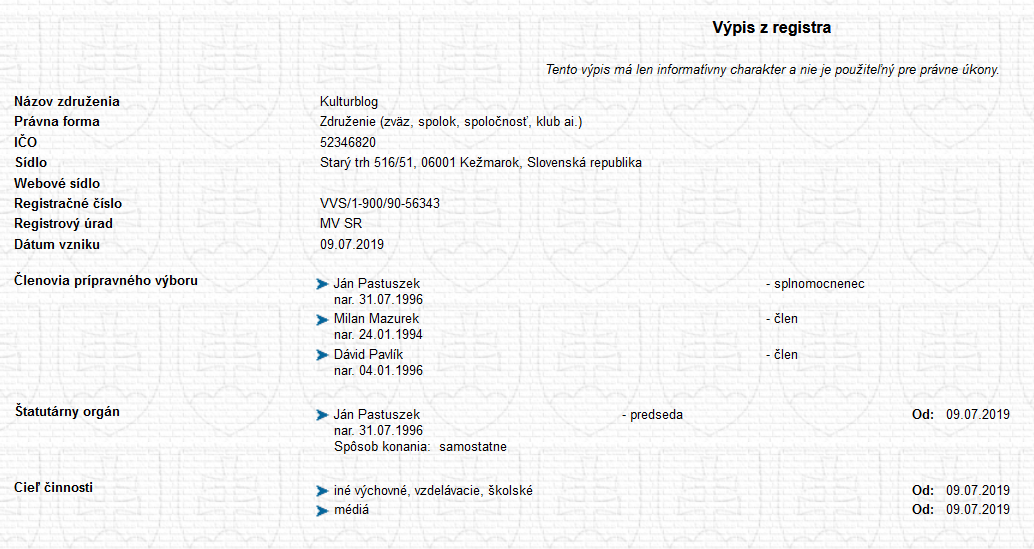 Výpis z registra
Tento výpis má len informatívny charakter a nie je použiteľný pre právne úkony.
Názov združenia Kulturblog
Právna forma Združenie (zväz, spolok, spoločnosť, klub ai.)
IČO 52346820
Sídlo Starý trh 516/51, 06001 Kežmarok, Slovenská republika
Webové sídlo
Registračné číslo VVS/1-900/90-56343
Registrový úrad MV SR
Dátum vzniku 09.07.2019
Členovia prípravného výboru Ján Pastuszek - splnomocnenec
nar. 31.07.1996
Milan Mazurek - člen
nar. 24.01.1994
Dávid Pavlík - člen
nar. 04.01.1996
Štatutárny orgán Ján Pastuszek - predseda Od: 09.07.2019
nar. 31.07.1996
Spôsob konania: samostatne
Cieľ činnosti iné výchovné, vzdelávacie, školské Od: 09.07.2019
médiá Od: 09.07.2019